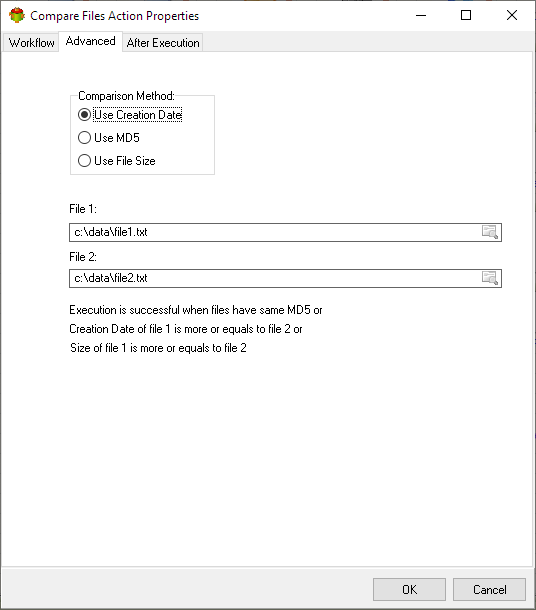 Compare Files Action Properties
Workflow
Advanced
After Execution
Comparison Method:
Use Creation Date
Use MD5
Use File Size
File 1:
c:\data\file1.txt
File 2:
c:\data\file2.txt
Execution is successful when files have same MD5 or
Creation Date of file 1 is more or equals to file 2 or
Size of file 1 is more or equals to file 2
OK
Cancel